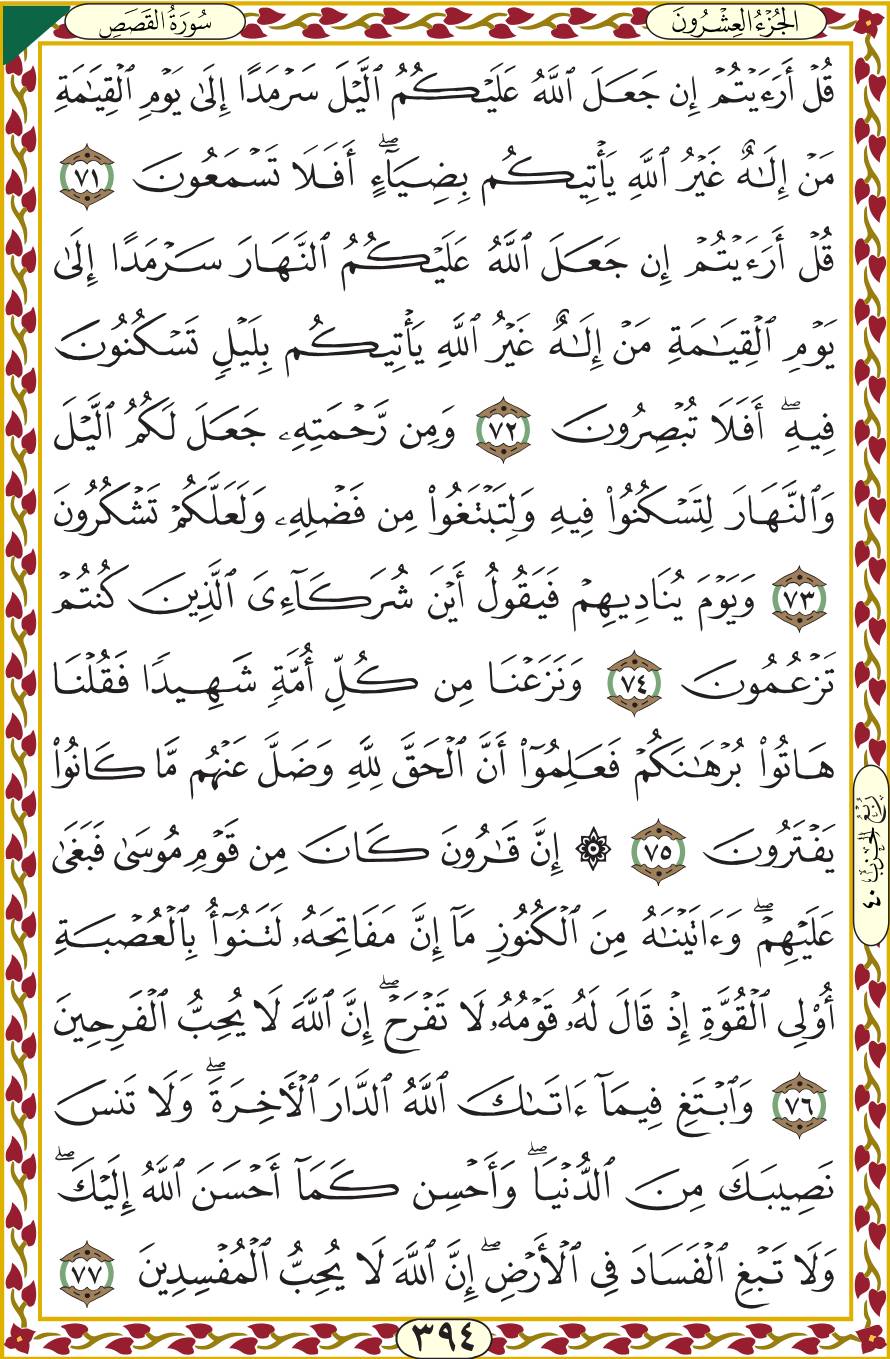 الجُزْءُ العِشْرُونَ
سُورَةُ القَصَصِ
قُلۡ أَرَءَيۡتُمۡ إِن جَعَلَ ٱللَّهُ عَلَيۡكُمُ ٱلَّيۡلَ سَرۡمَدًا إِلَىٰ يَوۡمِ ٱلۡقِيَٰمَةِ
مَنۡ إِلَٰهٌ غَيۡرُ ٱللَّهِ يَأۡتِيكُم بِضِيَآءٍۖ أَفَلَا تَسۡمَعُونَ ٧١
قُلۡ أَرَءَيۡتُمۡ إِن جَعَلَ ٱللَّهُ عَلَيۡكُمُ ٱلنَّهَارَ سَرۡمَدًا إِلَىٰ
يَوۡمِ ٱلۡقِيَٰمَةِ مَنۡ إِلَٰهٌ غَيۡرُ ٱللَّهِ يَأۡتِيكُم بِلَيۡلٖ تَسۡكُنُونَ
فِيهِۖ أَفَلَا تُبۡصِرُونَ ٧٢ وَمِن رَّحۡمَتِهِۦ جَعَلَ لَكُمُ ٱلَّيۡلَ
وَٱلنَّهَارَ لِتَسۡكُنُواْ فِيهِ وَلِتَبۡتَغُواْ مِن فَضۡلِهِۦ وَلَعَلَّكُمۡ تَشۡكُرُونَ
٧٣ وَيَوۡمَ يُنَادِيهِمۡ فَيَقُولُ أَيۡنَ شُرَكَآءِيَ ٱلَّذِينَ كُنتُمۡ
تَزۡعُمُونَ ٧٤ وَنَزَعۡنَا مِن كُلِّ أُمَّةٖ شَهِيدٗا فَقُلۡنَا
هَاتُواْ بُرۡهَٰنَكُمۡ فَعَلِمُوٓاْ أَنَّ ٱلۡحَقَّ لِلَّهِ وَضَلَّ عَنۡهُم مَّا كَانُواْ
يَفۡتَرُونَ ٧٥ ۞ إِنَّ قَٰرُونَ كَانَ مِن قَوۡمِ مُوسَىٰ فَبَغَىٰ
عَلَيۡهِمۡۖ وَءَاتَيۡنَٰهُ مِنَ ٱلۡكُنُوزِ مَآ إِنَّ مَفَاتِحَهُۥ لَتَنُوٓأُ بِٱلۡعُصۡبَةِ
أُوْلِي ٱلۡقُوَّةِ إِذۡ قَالَ لَهُۥ قَوۡمُهُۥ لَا تَفۡرَحۡۖ إِنَّ ٱللَّهَ لَا يُحِبُّ ٱلۡفَرِحِينَ
٧٦ وَٱبۡتَغِ فِيمَآ ءَاتَىٰكَ ٱللَّهُ ٱلدَّارَ ٱلۡأٓخِرَةَۖ وَلَا تَنسَ
نَصِيبَكَ مِنَ ٱلدُّنۡيَاۖ وَأَحۡسِن كَمَآ أَحۡسَنَ ٱللَّهُ إِلَيۡكَۖ
وَلَا تَبۡغِ ٱلۡفَسَادَ فِي ٱلۡأَرۡضِۖ إِنَّ ٱللَّهَ لَا يُحِبُّ ٱلۡمُفۡسِدِينَ ٧٧
رُبْعُ الحِزْبِ ٤٠
٣٩٤